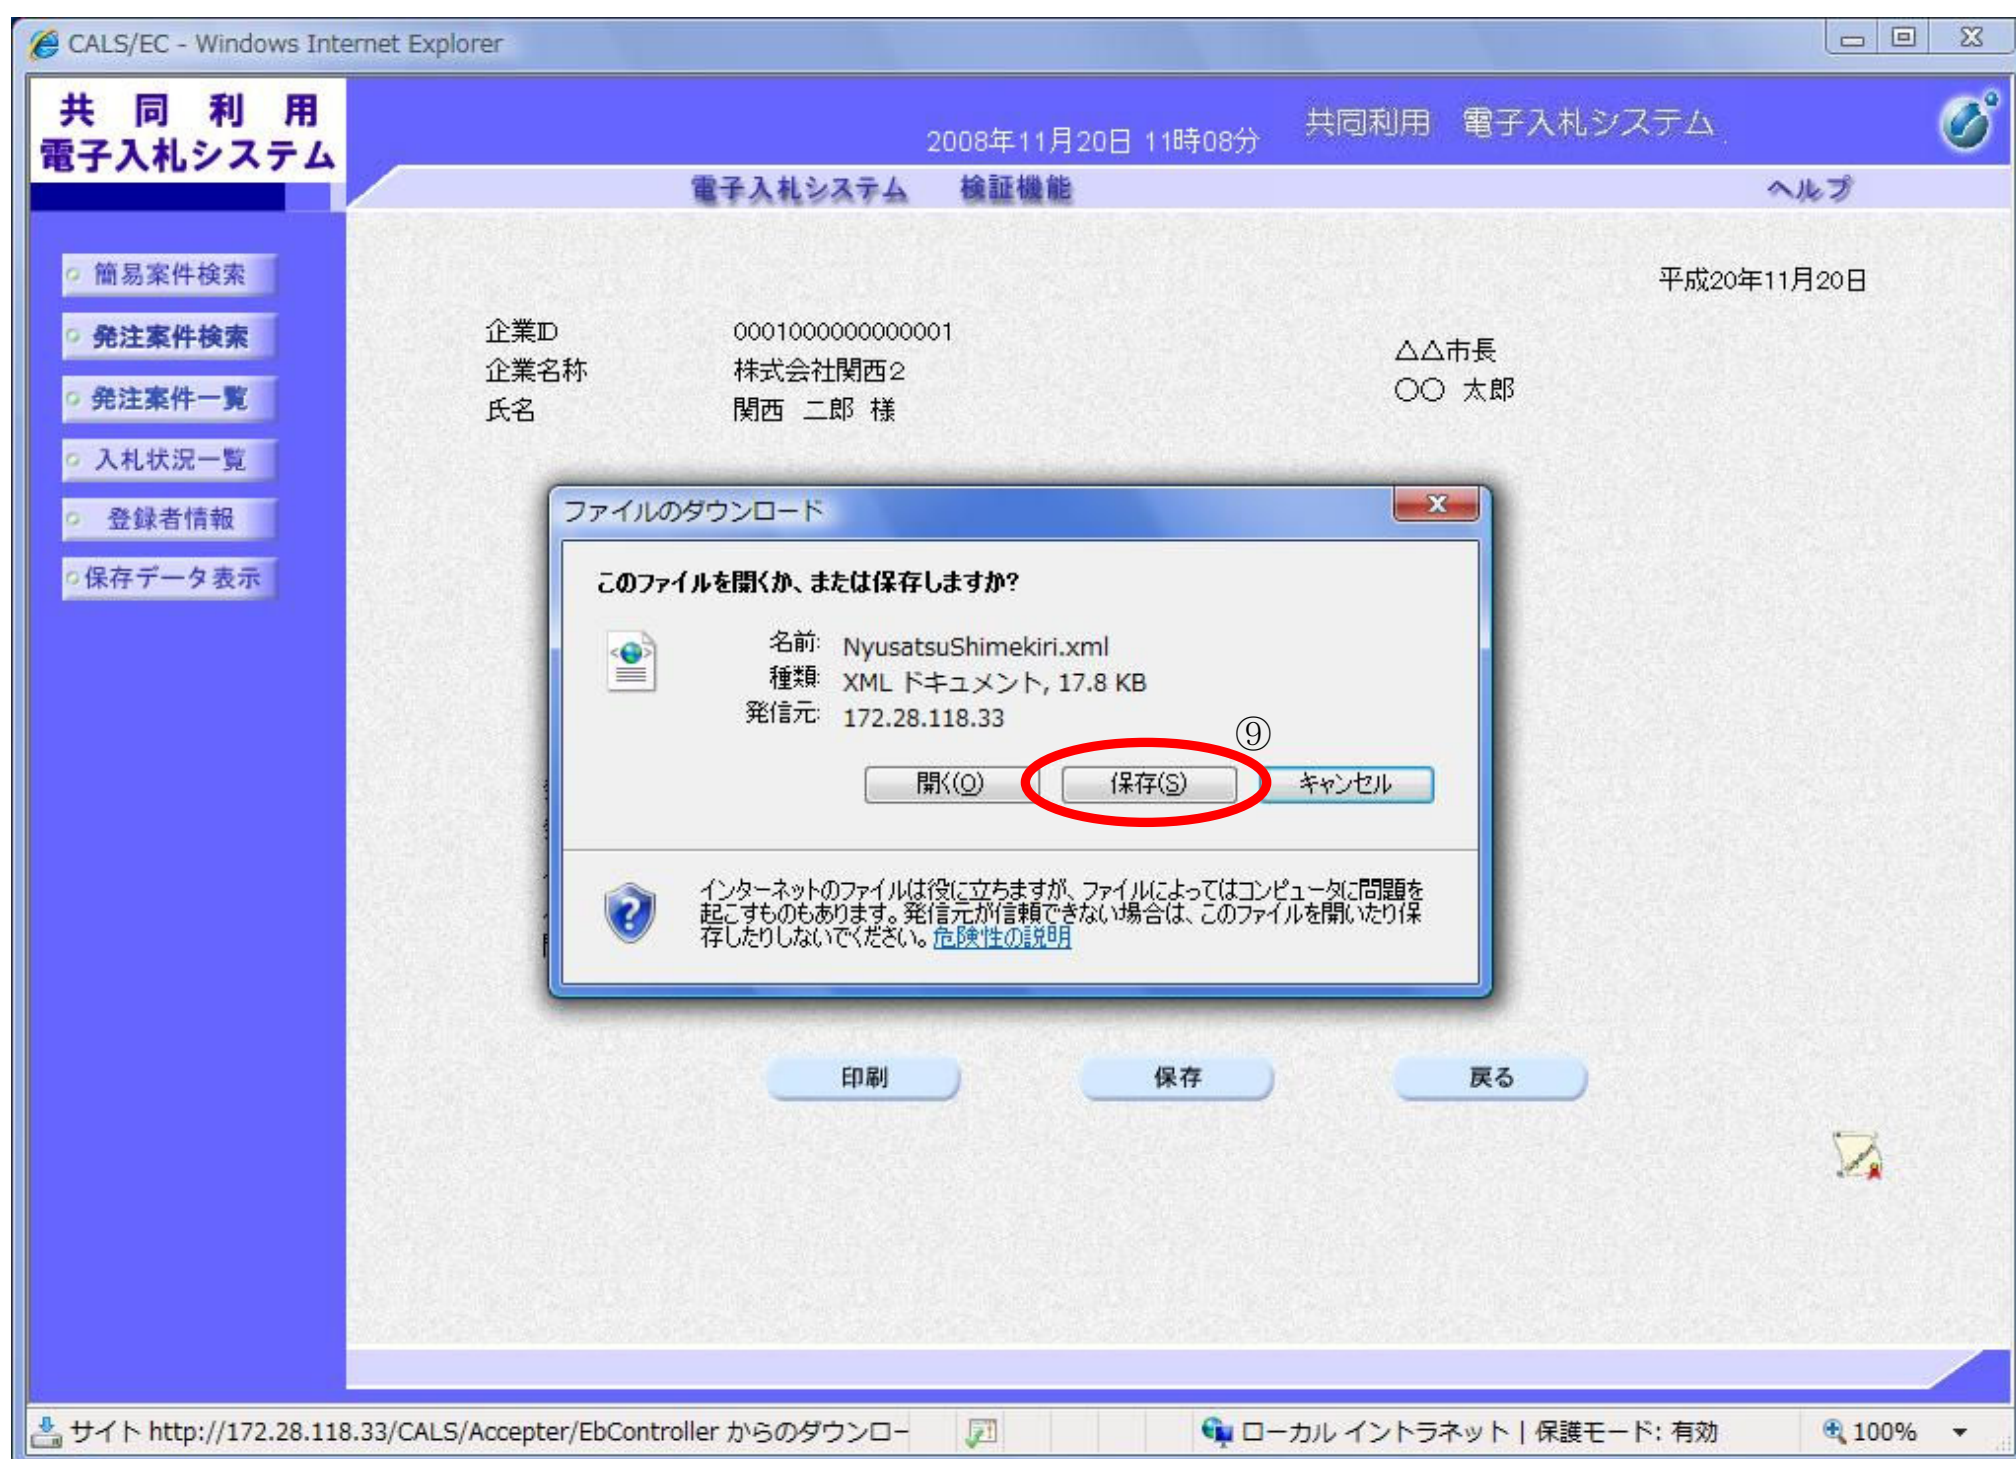 CALS/EC - Windows Internet Explorer
共 同 利 用
電子入札システム
2008年11月20日 11時08分
共同利用 電子入札システム
電子入札システム 検証機能 ヘルプ
簡易案件検索
発注案件検索
発注案件一覧
入札状況一覧
登録者情報
保存データ表示
平成20年11月20日
企業ID 0001000000000001
企業名称 株式会社関西2
氏名 関西 二郎 様
△△市長
〇〇 太郎
ファイルのダウンロード
このファイルを開くか、または保存しますか?
名前: NyusatsuShimekiri.xml
種類: XML ドキュメント, 17.8 KB
発信元: 172.28.118.33
⑨
開く(O) 保存(S) キャンセル
インターネットのファイルは役に立ちますが、ファイルによってはコンピュータに問題を
起こすものもあります。発信元が信頼できない場合は、このファイルを開いたり保
存したりしないでください。危険性の説明
印刷 保存 戻る
サイト http://172.28.118.33/CALS/Accepter/EbController からのダウンロー
ローカル イントラネット | 保護モード: 有効
100%